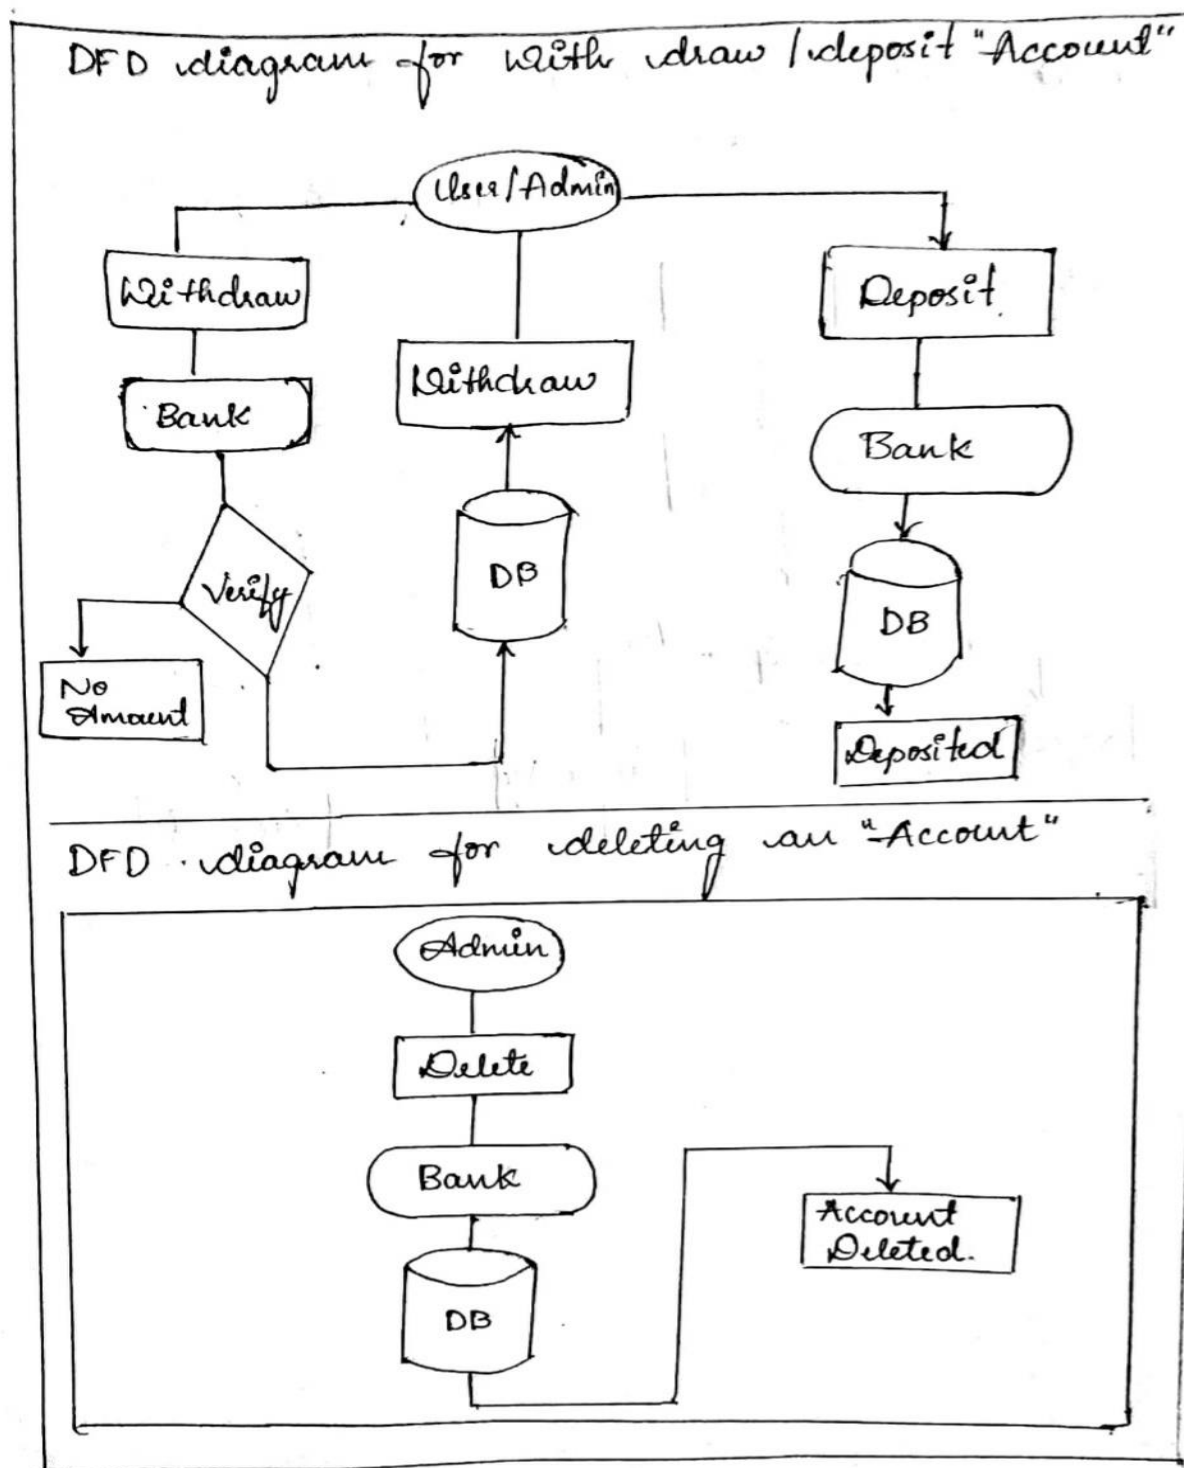 DFD diagram for With draw / deposit "Account"
User/Admin
Withdraw
Bank
Verify
No
Amount
Withdraw
DB
Deposit
Bank
DB
Deposited
DFD diagram for deleting an "Account"
Admin
Delete
Bank
DB
Account
Deleted.